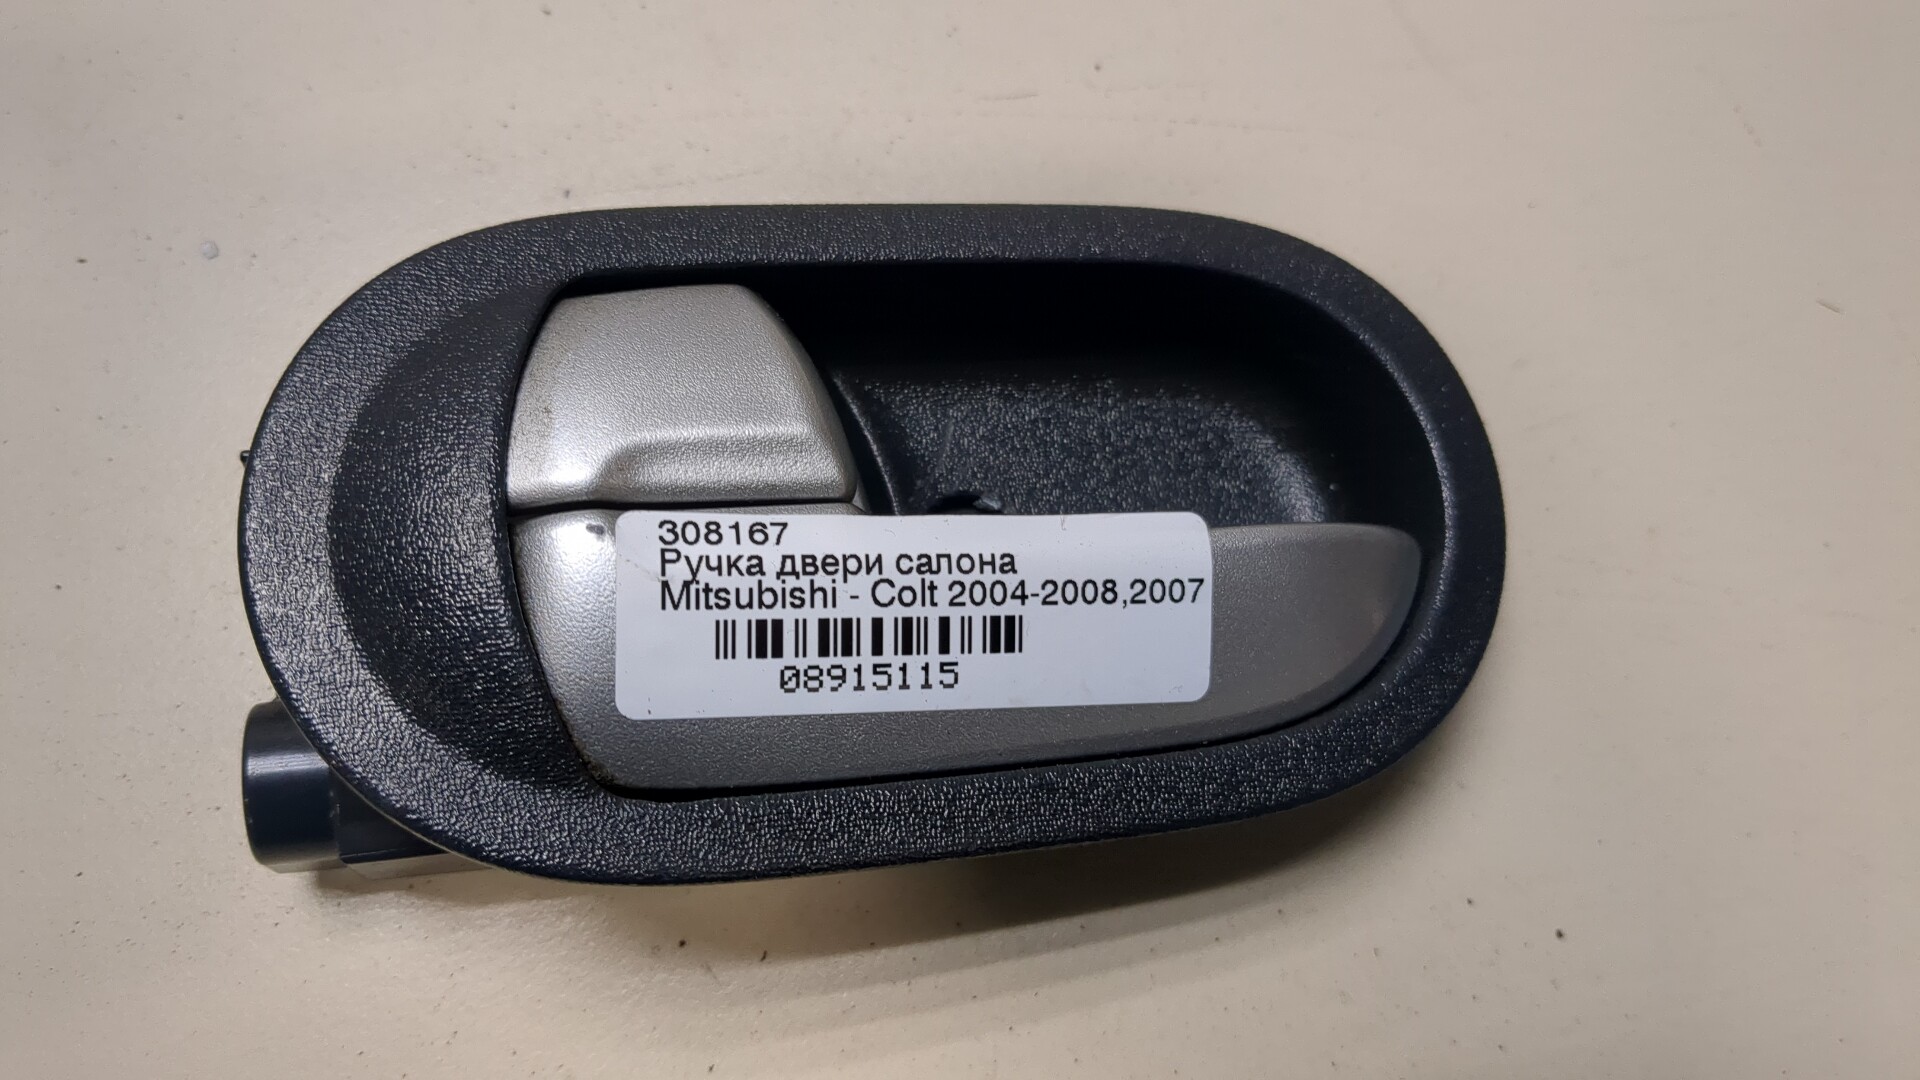 308167
Ручка двери салона
Mitsubishi - Colt 2004-2008,2007
08915115